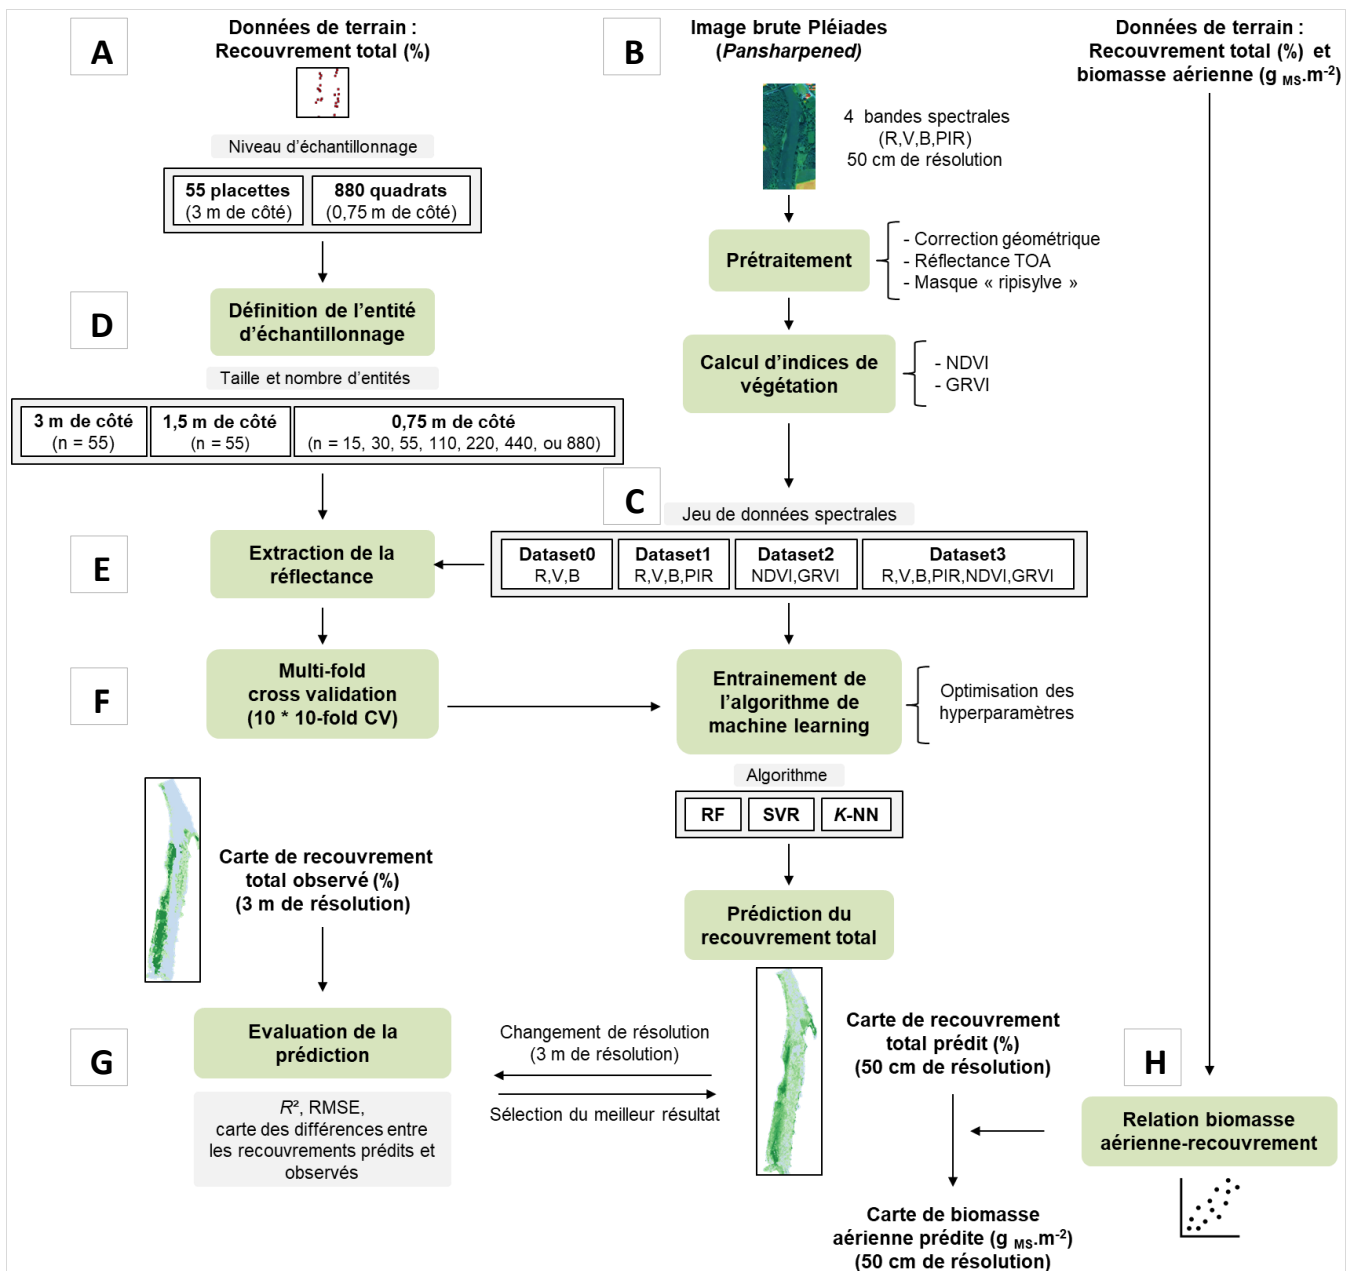 A
Données de terrain :
Recouvrement total (%)
Niveau d’échantillonnage
55 placettes
(3 m de côté)
880 quadrats
(0,75 m de côté)
B
Image brute Pléiades
(Pansharpened)
4 bandes spectrales
(R,V,B,PIR)
50 cm de résolution
Données de terrain :
Recouvrement total (%) et
biomasse aérienne (g MS.m-2)
Prétraitement
- Correction géométrique
- Réflectance TOA
- Masque « ripisylve »
Calcul d’indices de
végétation
- NDVI
- GRVI
D
Définition de l’entité
d’échantillonnage
Taille et nombre d’entités
3 m de côté
(n = 55)
1,5 m de côté
(n = 55)
0,75 m de côté
(n = 15, 30, 55, 110, 220, 440, ou 880)
C
Jeu de données spectrales
Dataset0
R,V,B
Dataset1
R,V,B,PIR
Dataset2
NDVI,GRVI
Dataset3
R,V,B,PIR,NDVI,GRVI
E
Extraction de la
réflectance
F
Multi-fold
cross validation
(10 * 10-fold CV)
Entrainement de
l’algorithme de
machine learning
Optimisation des
hyperparamètres
Algorithme
RF
SVR
K-NN
Carte de recouvrement
total observé (%)
(3 m de résolution)
Prédiction du
recouvrement total
G
Evaluation de la
prédiction
R², RMSE,
carte des différences entre
les recouvrements prédits et
observés
Changement de résolution
(3 m de résolution)
Sélection du meilleur résultat
Carte de recouvrement
total prédit (%)
(50 cm de résolution)
H
Relation biomasse
aérienne-recouvrement
Carte de biomasse
aérienne prédite (g MS.m-2)
(50 cm de résolution)